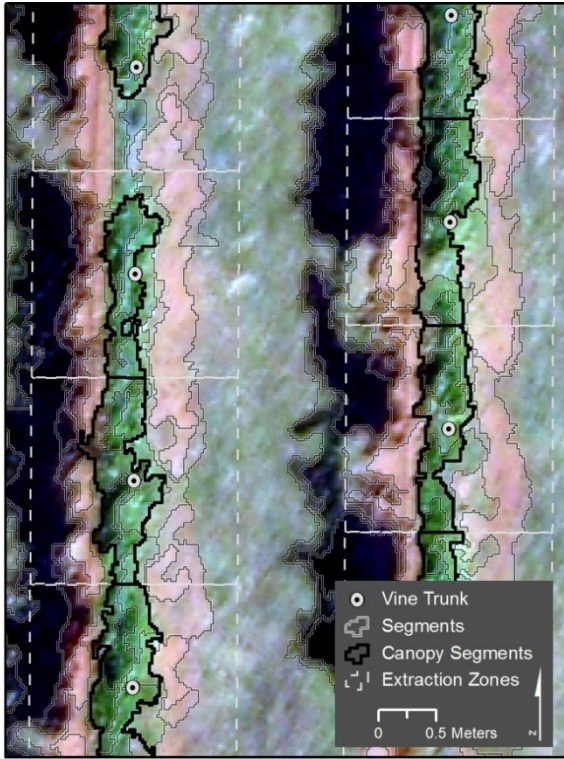 Vine Trunk
Segments
Canopy Segments
Extraction Zones
0 0.5 Meters
z